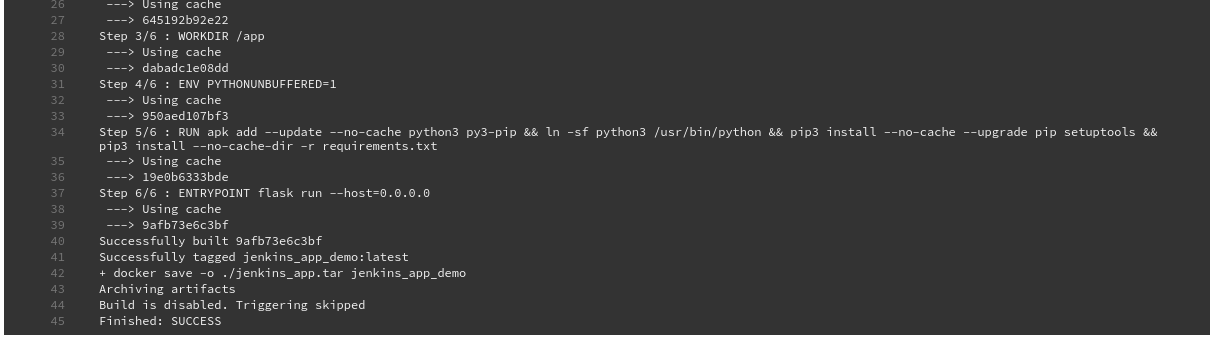 26 ---> Using cache
27 ---> 645192b92e22
28 Step 3/6 : WORKDIR /app
29 ---> Using cache
30 ---> dabadc1e08dd
31 Step 4/6 : ENV PYTHONUNBUFFERED=1
32 ---> Using cache
33 ---> 950aed107bf3
34 Step 5/6 : RUN apk add --update --no-cache python3 py3-pip && ln -sf python3 /usr/bin/python && pip3 install --no-cache --upgrade pip setuptools &&
pip3 install --no-cache-dir -r requirements.txt
35 ---> Using cache
36 ---> 19e0b6333bde
37 Step 6/6 : ENTRYPOINT flask run --host=0.0.0.0
38 ---> Using cache
39 ---> 9afb73e6c3bf
40 Successfully built 9afb73e6c3bf
41 Successfully tagged jenkins_app_demo:latest
42 + docker save -o ./jenkins_app.tar jenkins_app_demo
43 Archiving artifacts
44 Build is disabled. Triggering skipped
45 Finished: SUCCESS